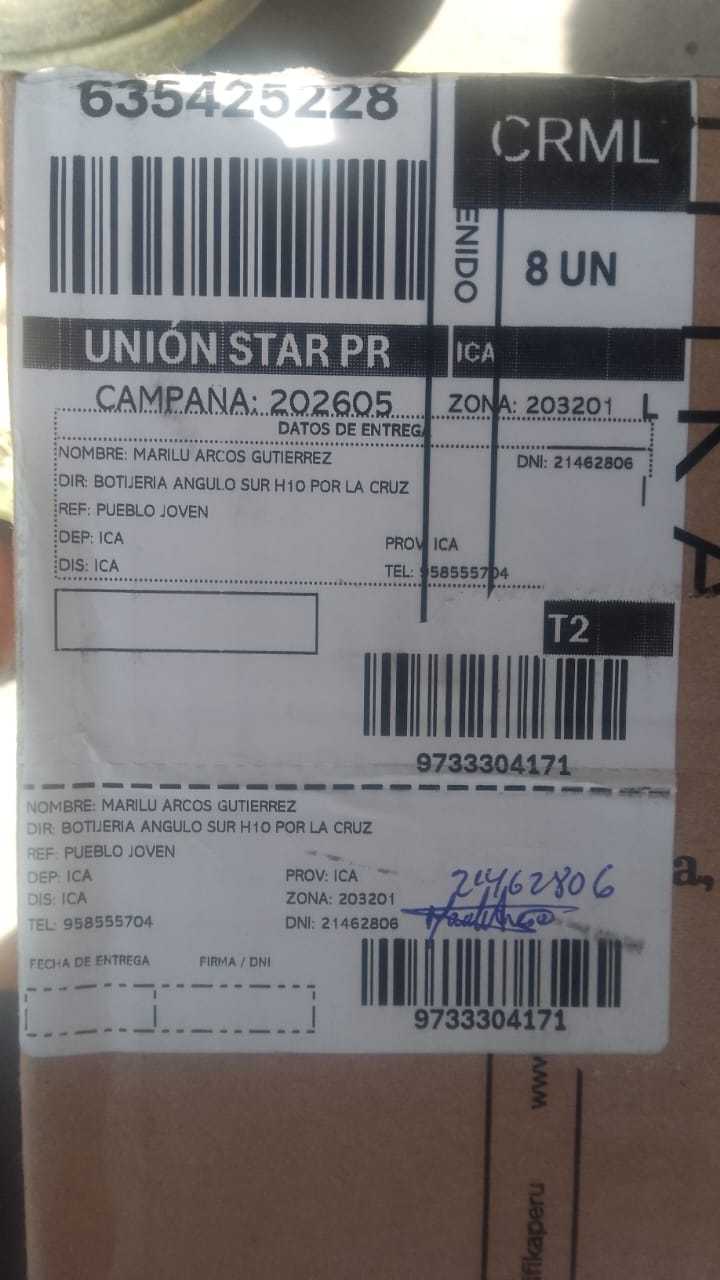 635425228
CRML
ENIDO
8 UN
UNIÓN STAR PR
ICA
CAMPAÑA: 202605
ZONA: 203201
L
DATOS DE ENTREGA
NOMBRE: MARILU ARCOS GUTIERREZ
DNI: 21462806
DIR: BOTIJERIA ANGULO SUR H10 POR LA CRUZ
REF: PUEBLO JOVEN
DEP: ICA
PROV: ICA
DIS: ICA
TEL: 958555704
T2
9733304171
NOMBRE: MARILU ARCOS GUTIERREZ
DIR: BOTIJERIA ANGULO SUR H10 POR LA CRUZ
REF: PUEBLO JOVEN
DEP: ICA
PROV: ICA
DIS: ICA
ZONA: 203201
TEL: 958555704
DNI: 21462806
21462806
FECHA DE ENTREGA
FIRMA / DNI
9733304171
a,
www
fikaperu